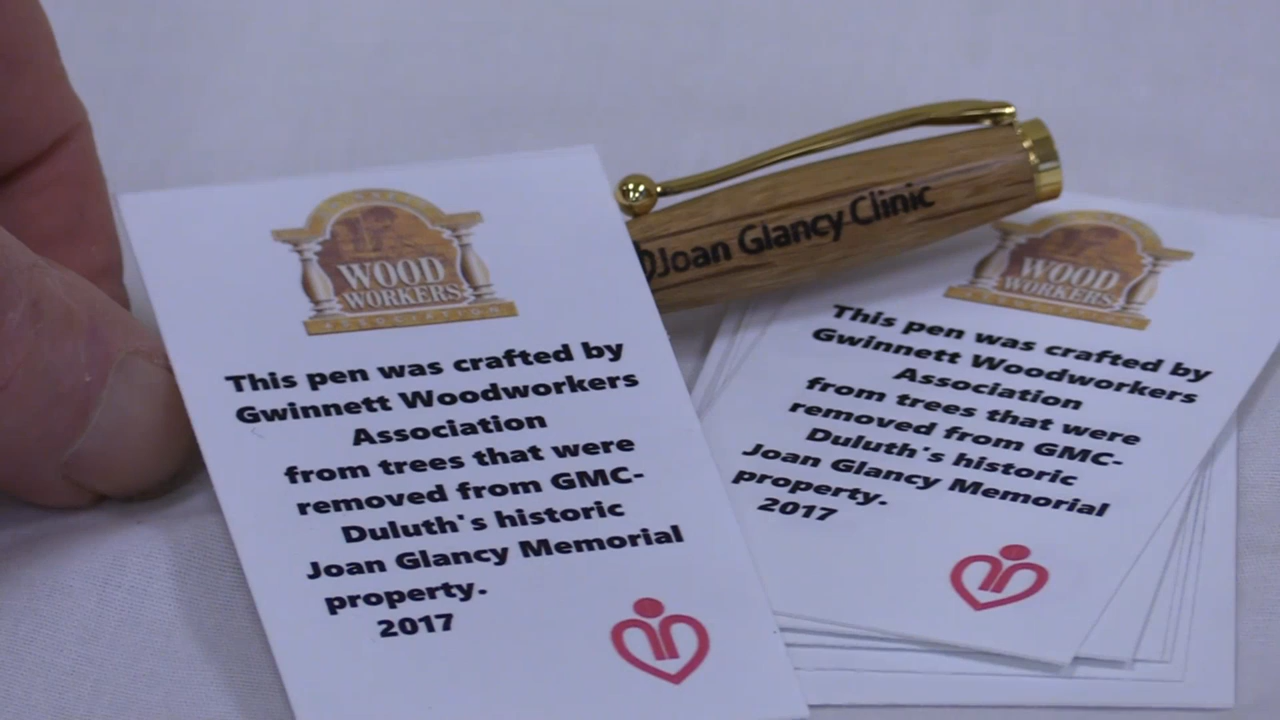 WOOD
WORKERS
ASSOCIATION
This pen was crafted by
Gwinnett Woodworkers
Association
from trees that were
removed from GMC-
Duluth's historic
Joan Glancy Memorial
property.
2017
Joan Glancy Clinic
WOOD
WORKERS
ASSOCIATION
This pen was crafted by
Gwinnett Woodworkers
Association
from trees that were
removed from GMC-
Duluth's historic
Joan Glancy Memorial
property.
2017